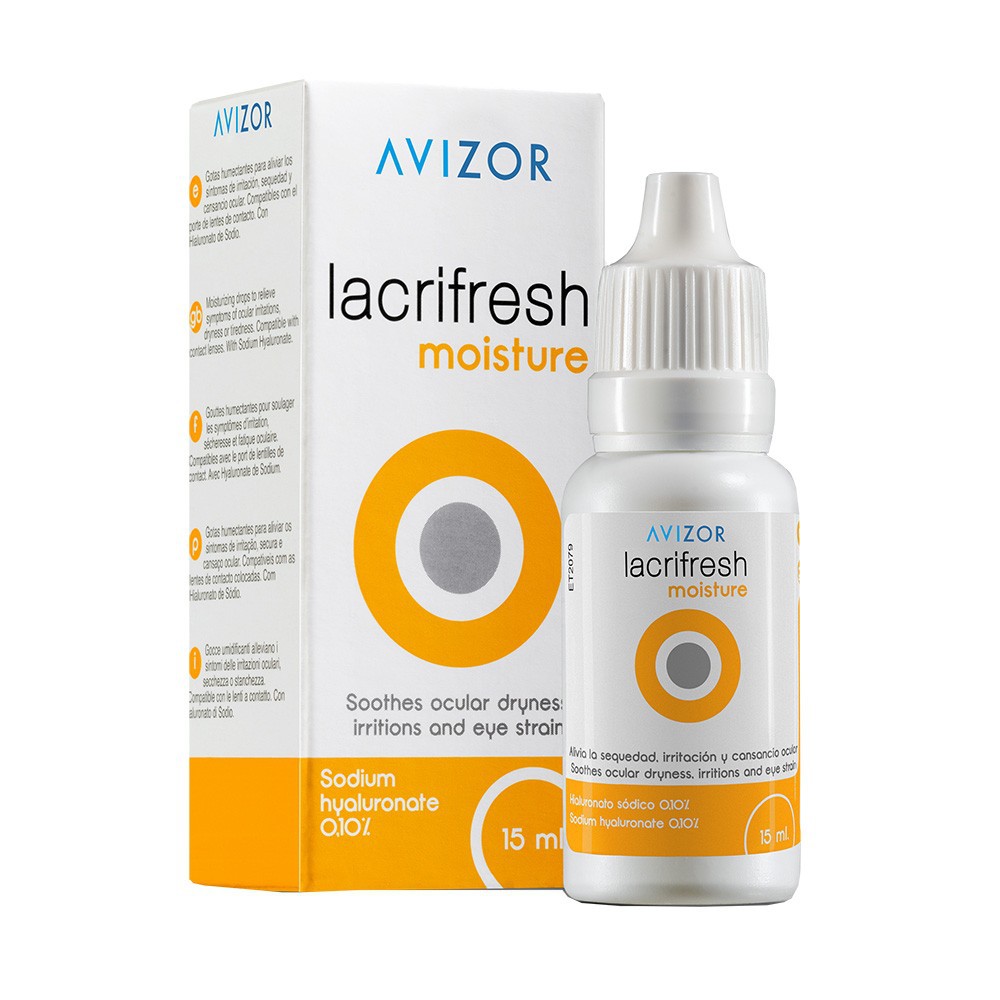 AVIZOR
e
Gotas humectantes para aliviar los
síntomas de irritación, sequedad y
cansancio ocular. Compatibles con el
porte de lentes de contacto. Con
Hialuronato de Sodio.
gb
Moisturizing drops to relieve
symptoms of ocular irritations,
dryness or tiredness. Compatible with
contact lenses. With Sodium Hyaluronate.
f
Gouttes humectantes pour soulager
les symptômes d'irritation,
sécheresse et fatigue oculaire.
Compatibles avec le port de lentilles de
contact. Avec Hyaluronate de Sodium.
p
Gotas humectantes para aliviar os
sintomas de irritação, secura e
cansaço ocular. Compatíveis com as
lentes de contacto colocadas. Com
Hialuronato de Sódio.
i
Gocce umidificanti alleviano i
sintomi delle irritazioni oculari,
secchezza o stanchezza.
Compatible con le lenti a contatto. Con
aluronato di Sodio.
AVIZOR
lacrifresh
moisture
Soothes ocular dryness
irritions and eye strain
Sodium
hyaluronate
0,10%
15 ml.
AVIZOR
lacrifresh
moisture
ET2079
Alivia la sequedad, irritación y cansancio ocular
Soothes ocular dryness, irritions and eye strain
Hialuronato sódico 0,10%
Sodium hyaluronate 0,10%
15 ml.